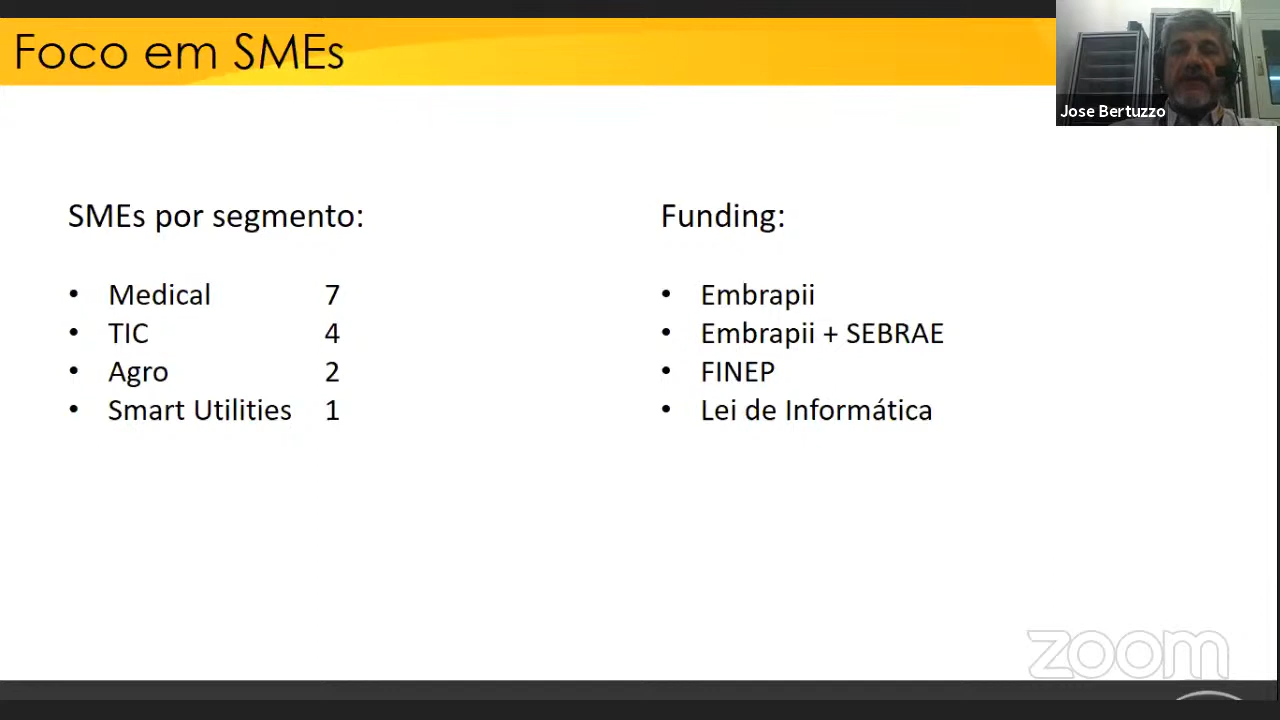 Foco em SMEs
Jose Bertuzzo
SMEs por segmento:
• Medical 7
• TIC 4
• Agro 2
• Smart Utilities 1
Funding:
• Embrapii
• Embrapii + SEBRAE
• FINEP
• Lei de Informática
zoom